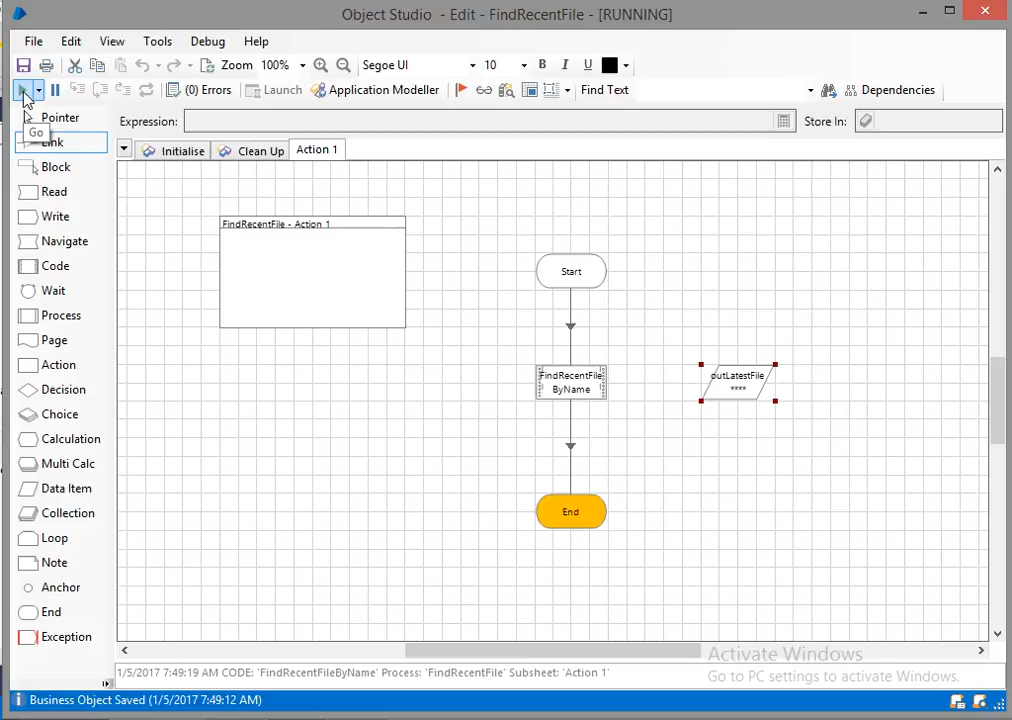 Object Studio - Edit - FindRecentFile - [RUNNING]
File Edit View Tools Debug Help
Zoom 100% Segoe UI 10 B I U
(0) Errors Launch Application Modeller Find Text Dependencies
Pointer
Expression: Store In:
Go
Link
Initialise Clean Up Action 1
Block
Read
Write
Navigate
Code
Wait
Process
Page
Action
Decision
Choice
Calculation
Multi Calc
Data Item
Collection
Loop
Note
Anchor
End
Exception
FindRecentFile - Action 1
Start
FindRecentFile
ByName
outLatestFile
****
End
Activate Windows
Go to PC settings to activate Windows.
1/5/2017 7:49:19 AM CODE: 'FindRecentFileByName' Process: 'FindRecentFile' Subsheet: 'Action 1'
Business Object Saved (1/5/2017 7:49:12 AM)